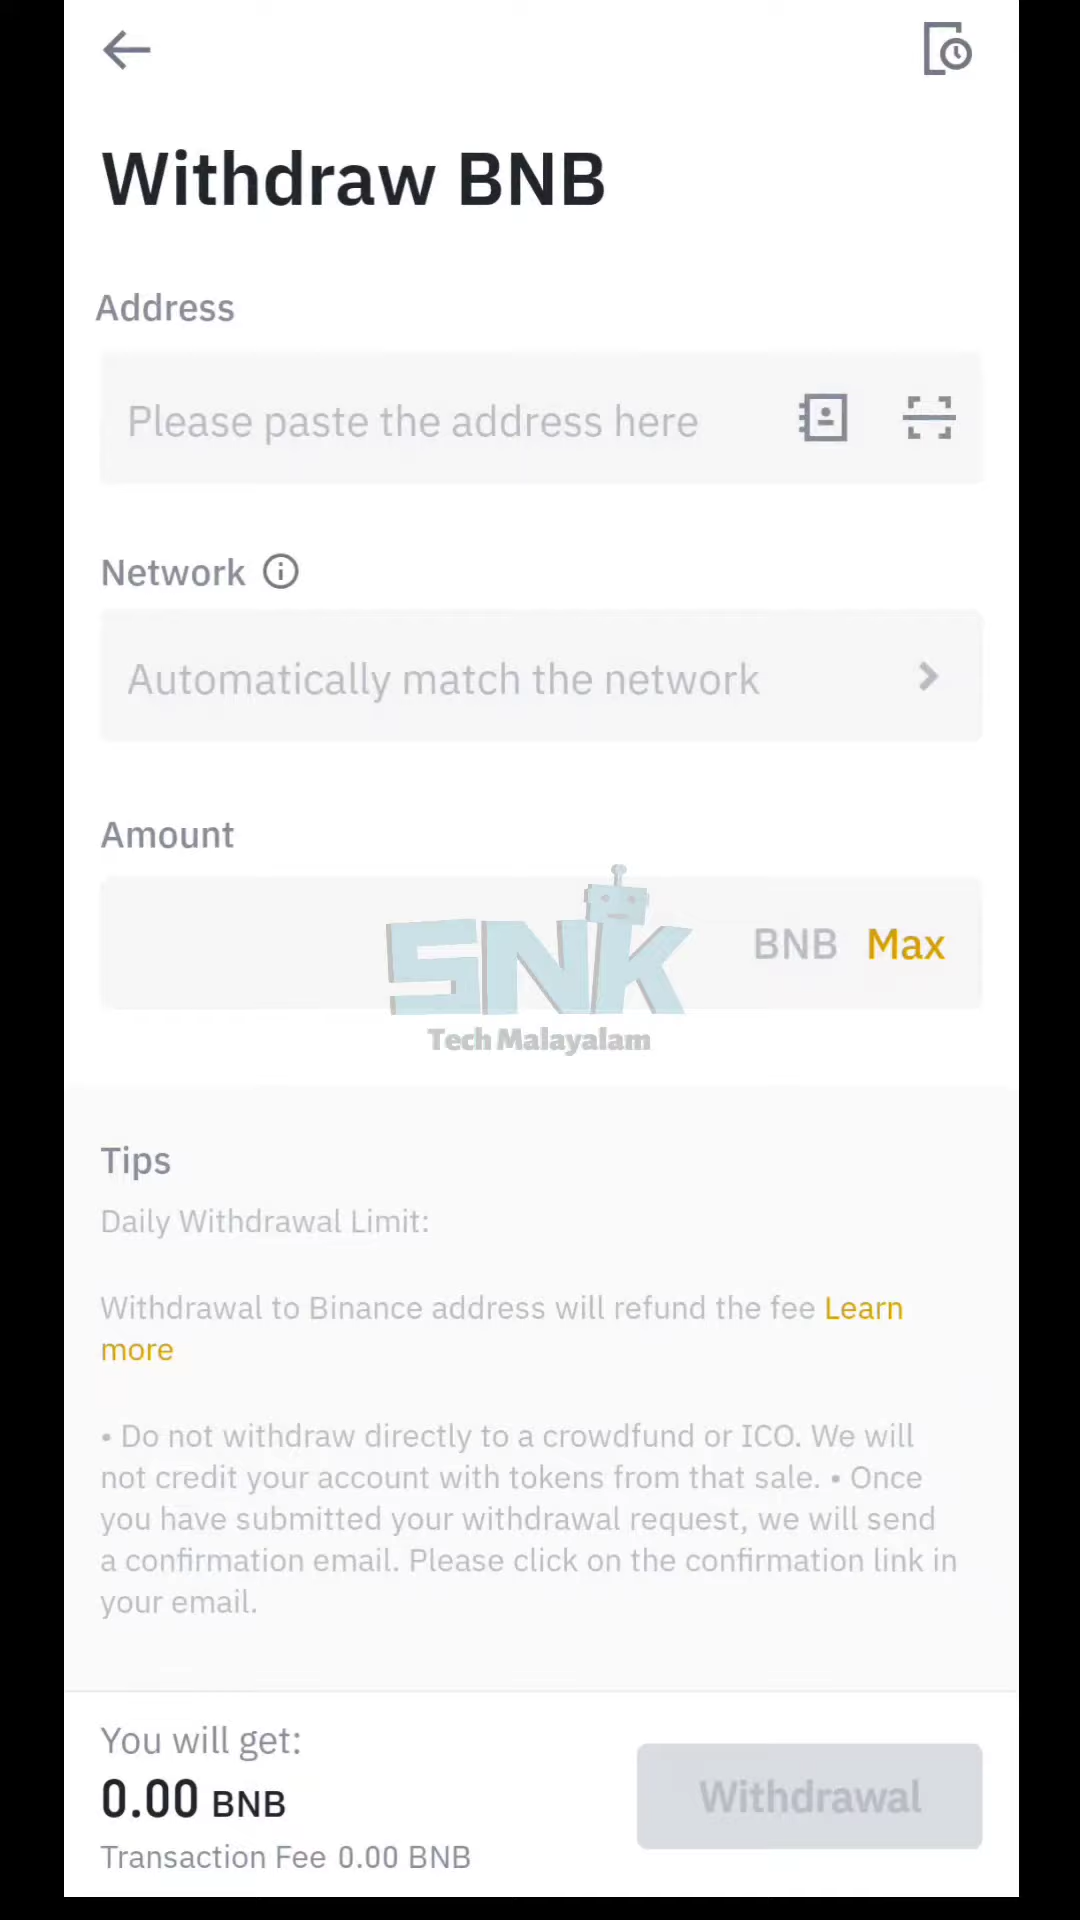 Withdraw BNB
Address
Please paste the address here
Network
Automatically match the network
Amount
BNB Max
SNK
Tech Malayalam
Tips
Daily Withdrawal Limit:
Withdrawal to Binance address will refund the fee Learn
more
• Do not withdraw directly to a crowdfund or ICO. We will
not credit your account with tokens from that sale. • Once
you have submitted your withdrawal request, we will send
a confirmation email. Please click on the confirmation link in
your email.
You will get:
0.00 BNB
Withdrawal
Transaction Fee 0.00 BNB